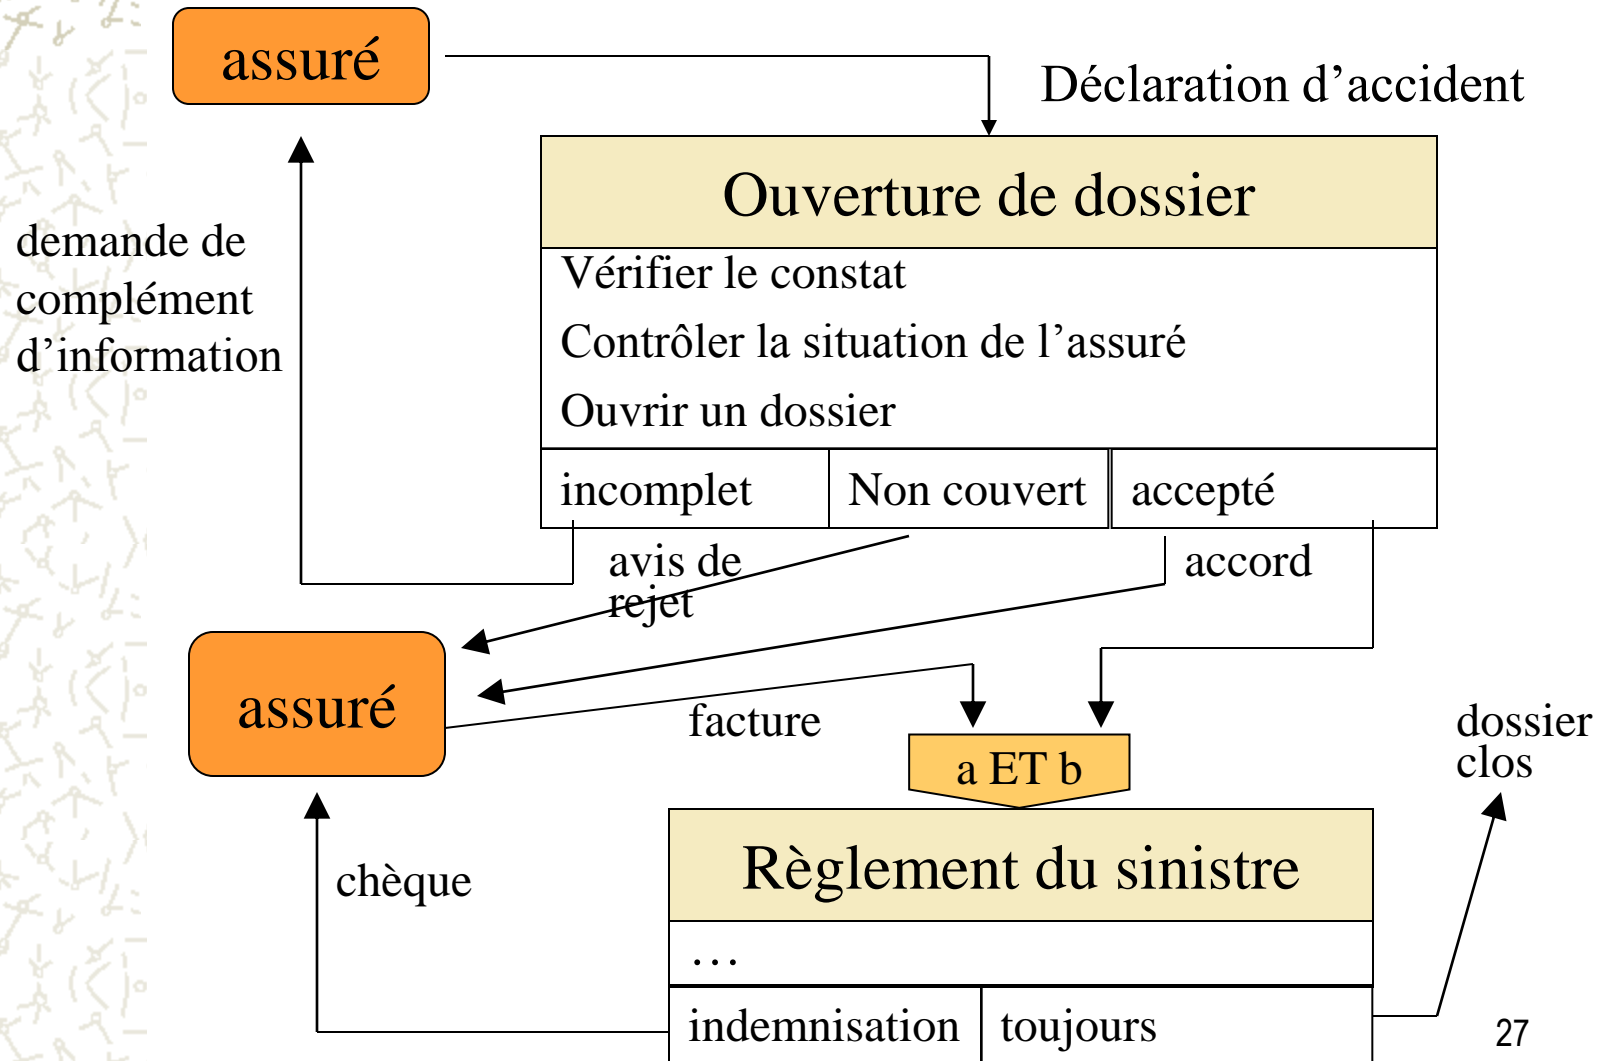 assuré
Déclaration d’accident
Ouverture de dossier
demande de
complément
d’information
Vérifier le constat
Contrôler la situation de l’assuré
Ouvrir un dossier
incomplet
Non couvert
accepté
avis de
rejet
accord
assuré
facture
a ET b
dossier
clos
Règlement du sinistre
chèque
…
indemnisation
toujours
27